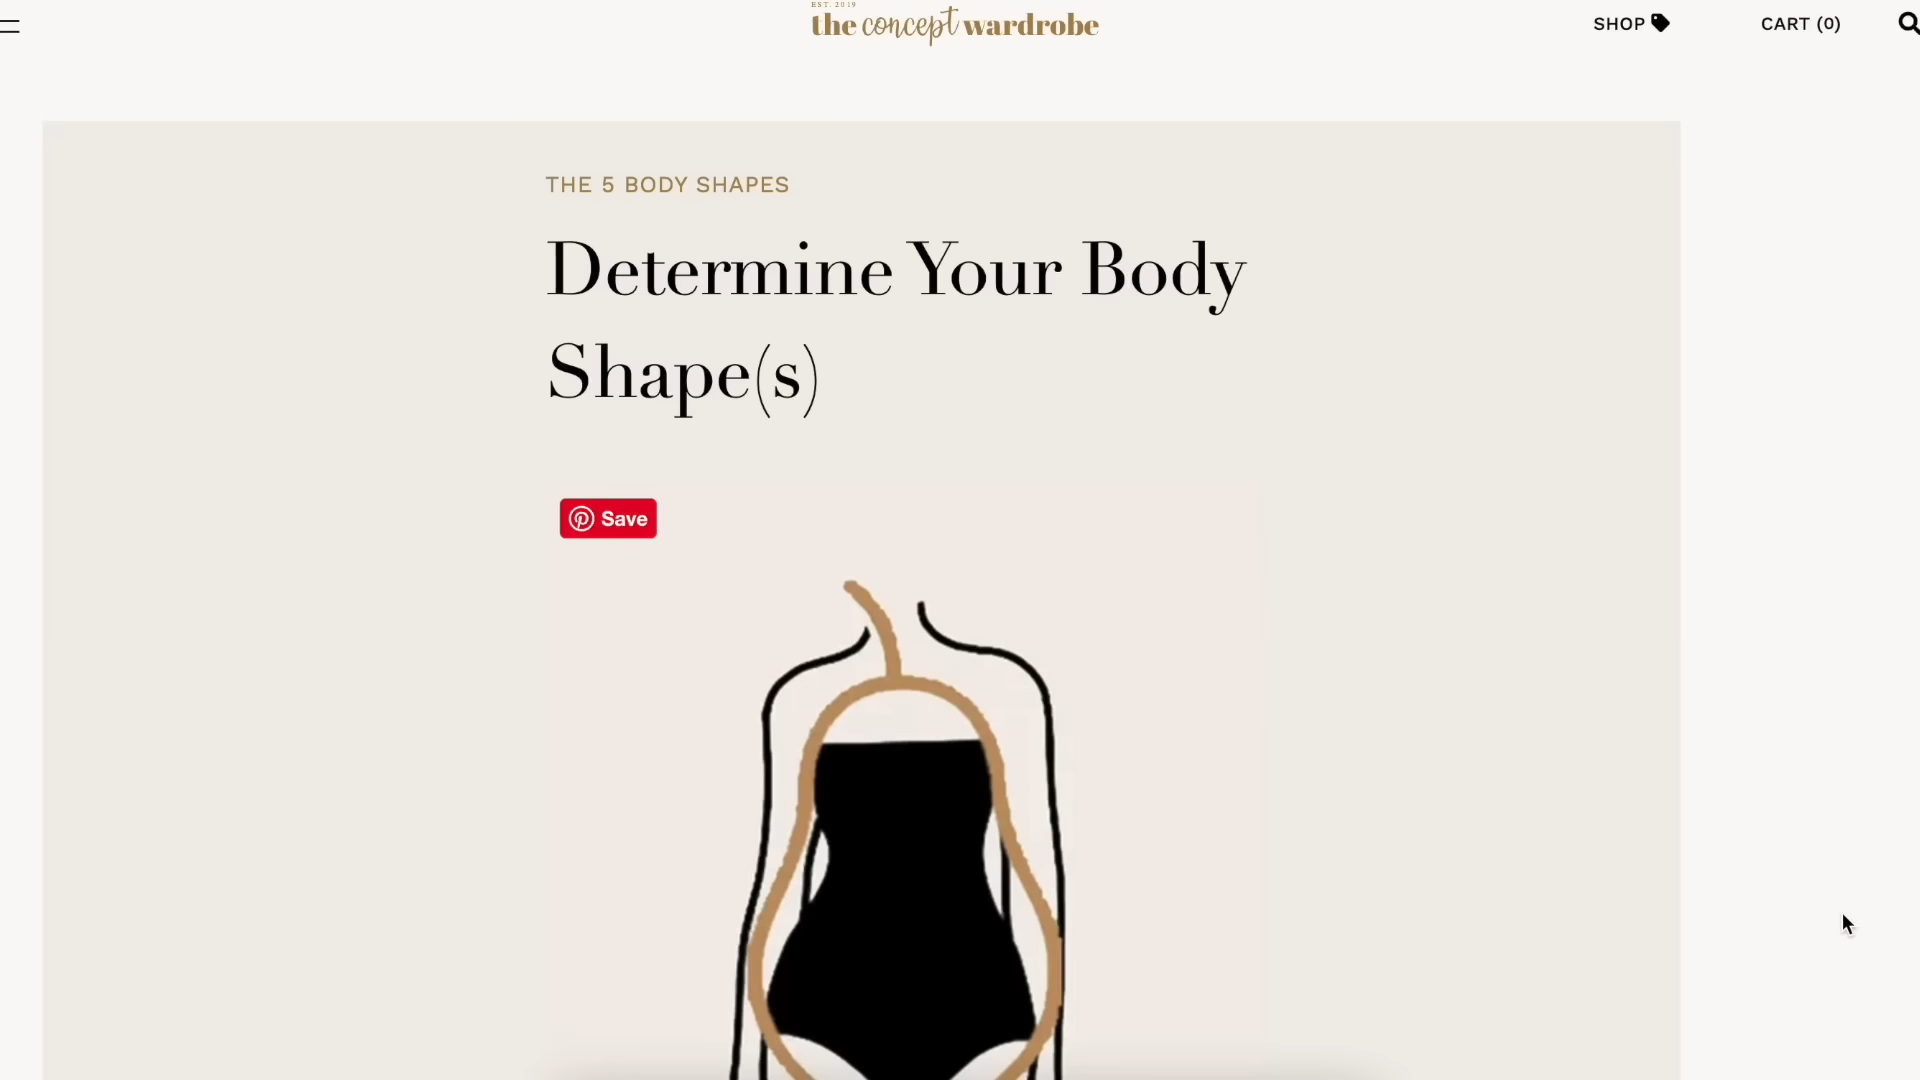 EST. 2019
the concept wardrobe
SHOP
CART (0)
THE 5 BODY SHAPES
Determine Your Body
Shape(s)
Save